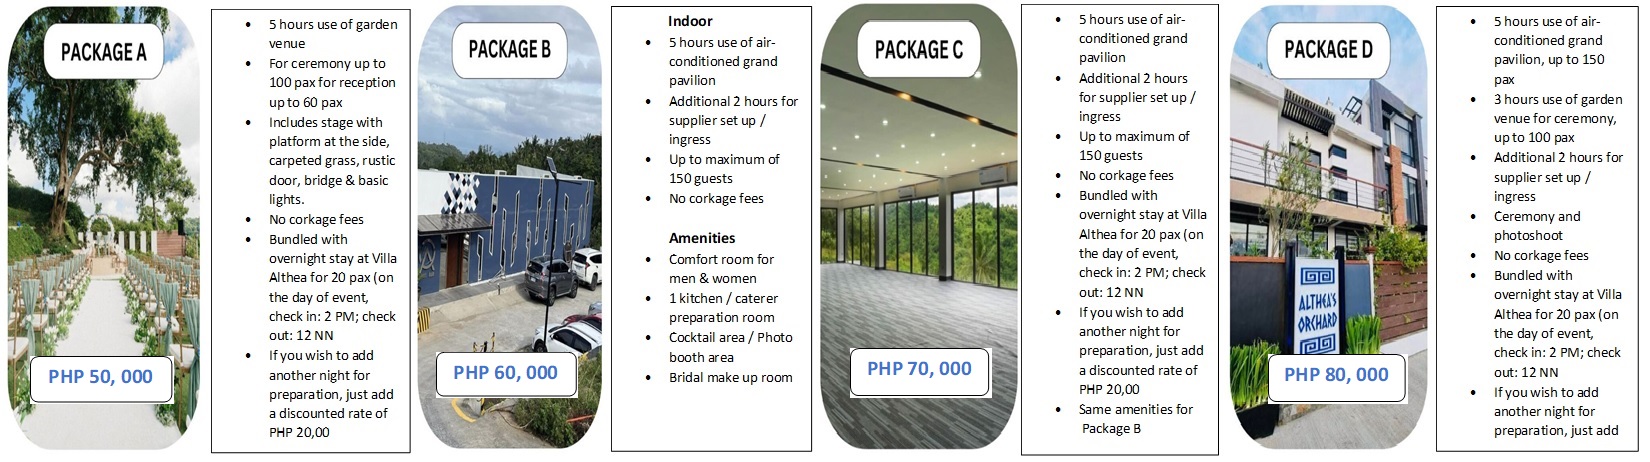 PACKAGE A
PHP 50, 000
• 5 hours use of garden
venue
• For ceremony up to
100 pax for reception
up to 60 pax
• Includes stage with
platform at the side,
carpeted grass, rustic
door, bridge & basic
lights.
• No corkage fees
• Bundled with
overnight stay at Villa
Althea for 20 pax (on
the day of event,
check in: 2 PM; check
out: 12 NN
• If you wish to add
another night for
preparation, just add
a discounted rate of
PHP 20,00
PACKAGE B
PHP 60, 000
Indoor
• 5 hours use of air-
conditioned grand
pavilion
• Additional 2 hours for
supplier set up /
ingress
• Up to maximum of
150 guests
• No corkage fees
Amenities
• Comfort room for
men & women
• 1 kitchen / caterer
preparation room
• Cocktail area / Photo
booth area
• Bridal make up room
PACKAGE C
PHP 70, 000
• 5 hours use of air-
conditioned grand
pavilion
• Additional 2 hours
for supplier set up /
ingress
• Up to maximum of
150 guests
• No corkage fees
• Bundled with
overnight stay at Villa
Althea for 20 pax (on
the day of event,
check in: 2 PM; check
out: 12 NN
• If you wish to add
another night for
preparation, just add
a discounted rate of
PHP 20,00
• Same amenities for
Package B
PACKAGE D
ALTHEA'S
ORCHARD
PHP 80, 000
• 5 hours use of air-
conditioned grand
pavilion, up to 150
pax
• 3 hours use of garden
venue for ceremony,
up to 100 pax
• Additional 2 hours for
supplier set up /
ingress
• Ceremony and
photoshoot
• No corkage fees
• Bundled with
overnight stay at Villa
Althea for 20 pax (on
the day of event,
check in: 2 PM; check
out: 12 NN
• If you wish to add
another night for
preparation, just add